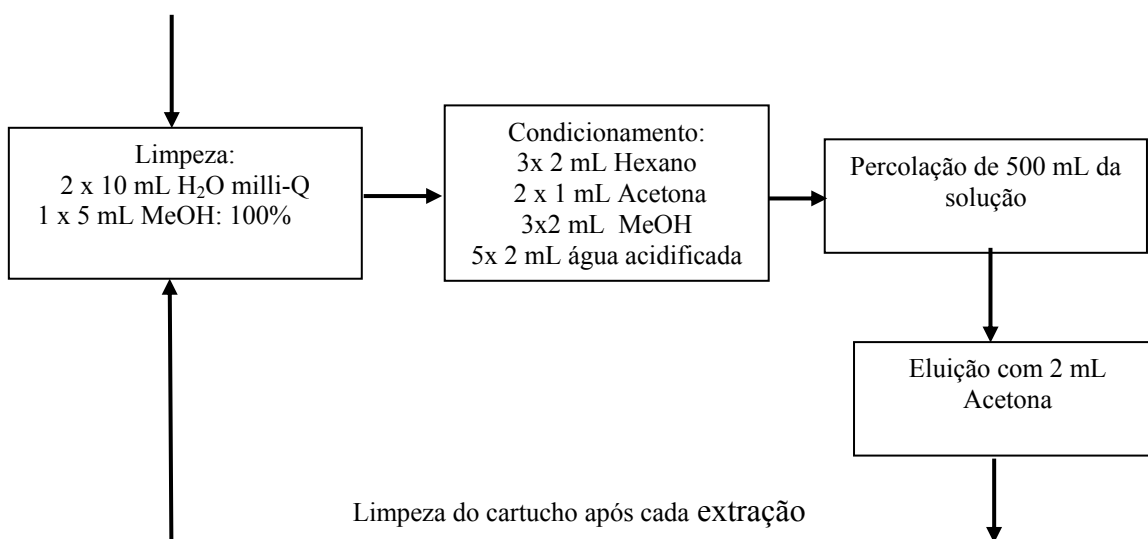 Limpeza:
2 x 10 mL H₂O milli-Q
1 x 5 mL MeOH: 100%
Condicionamento:
3x 2 mL Hexano
2 x 1 mL Acetona
3x2 mL MeOH
5x 2 mL água acidificada
Percolação de 500 mL da
solução
Eluição com 2 mL
Acetona
Limpeza do cartucho após cada extração